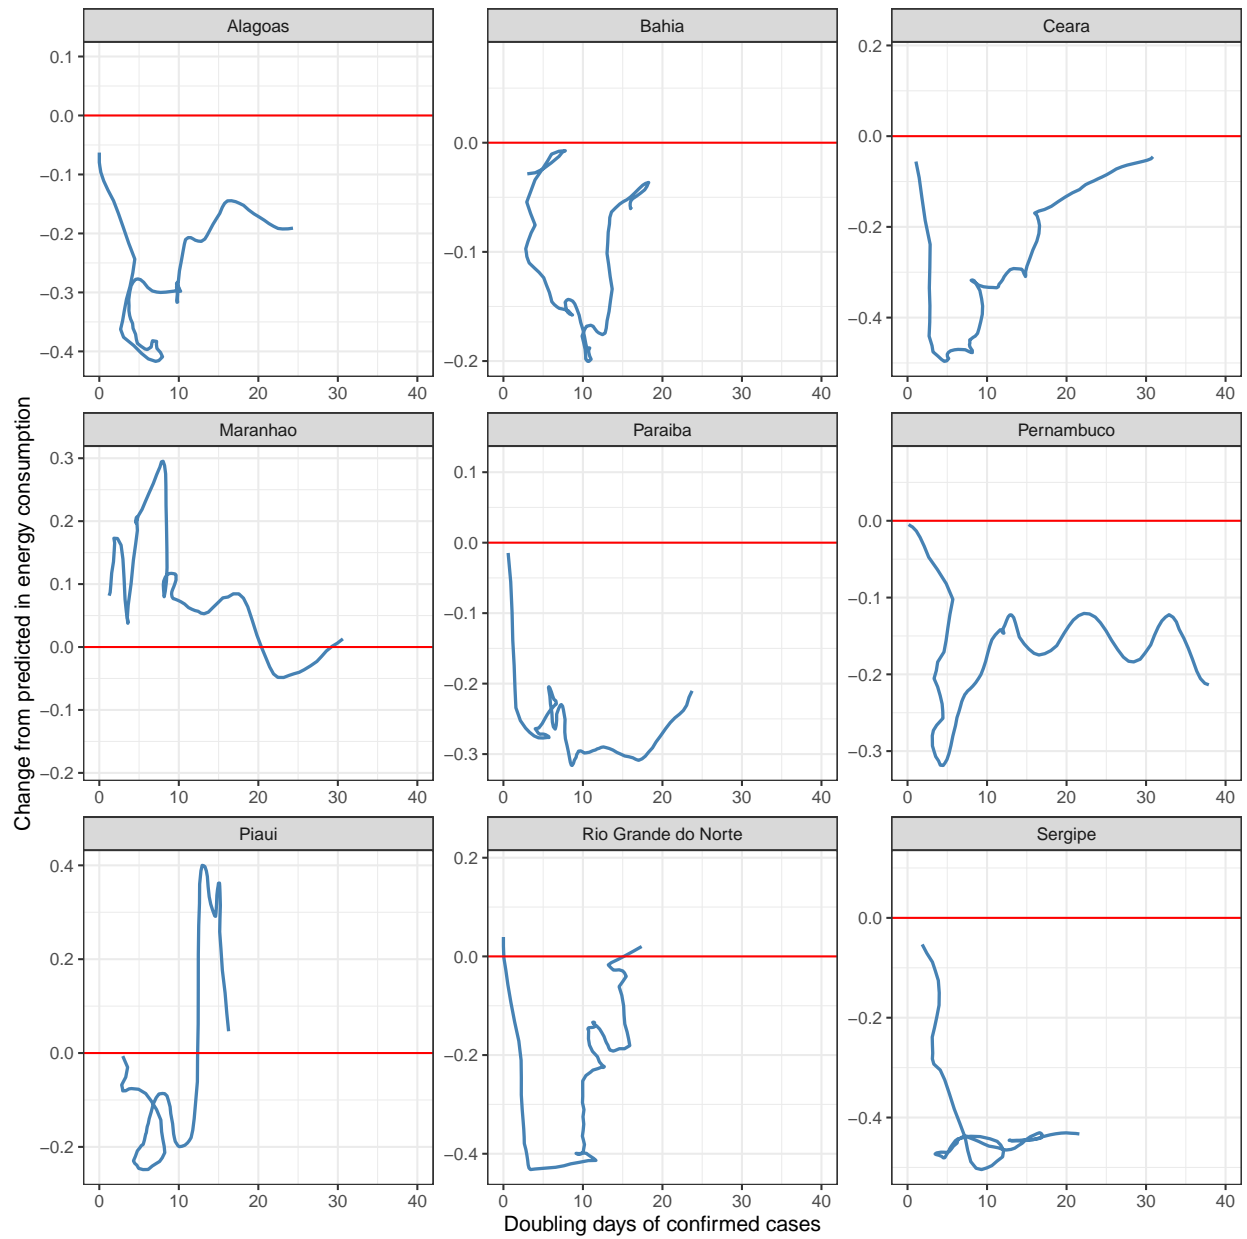 Alagoas
Bahia
Ceara
0.1
0.0
−0.1
−0.2
−0.3
−0.4
0 10 20 30 40
0.0
−0.1
−0.2
0 10 20 30 40
0.2
0.0
−0.2
−0.4
0 10 20 30 40
Maranhao
Paraiba
Pernambuco
0.3
0.2
0.1
0.0
−0.1
−0.2
0 10 20 30 40
0.1
0.0
−0.1
−0.2
−0.3
0 10 20 30 40
0.0
−0.1
−0.2
−0.3
0 10 20 30 40
Piaui
Rio Grande do Norte
Sergipe
0.4
0.2
0.0
−0.2
0 10 20 30 40
0.2
0.0
−0.2
−0.4
0 10 20 30 40
0.0
−0.2
−0.4
0 10 20 30 40
Change from predicted in energy consumption
Doubling days of confirmed cases